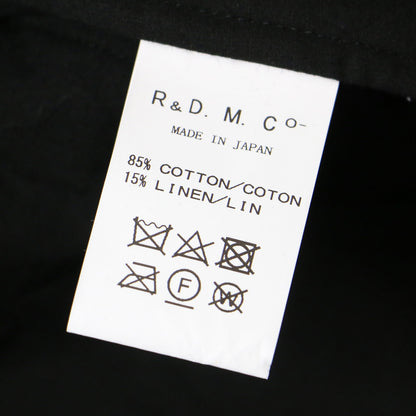 R&D. M. Co-
MADE IN JAPAN
85% COTTON/COTON
15% LINEN/LIN
F W